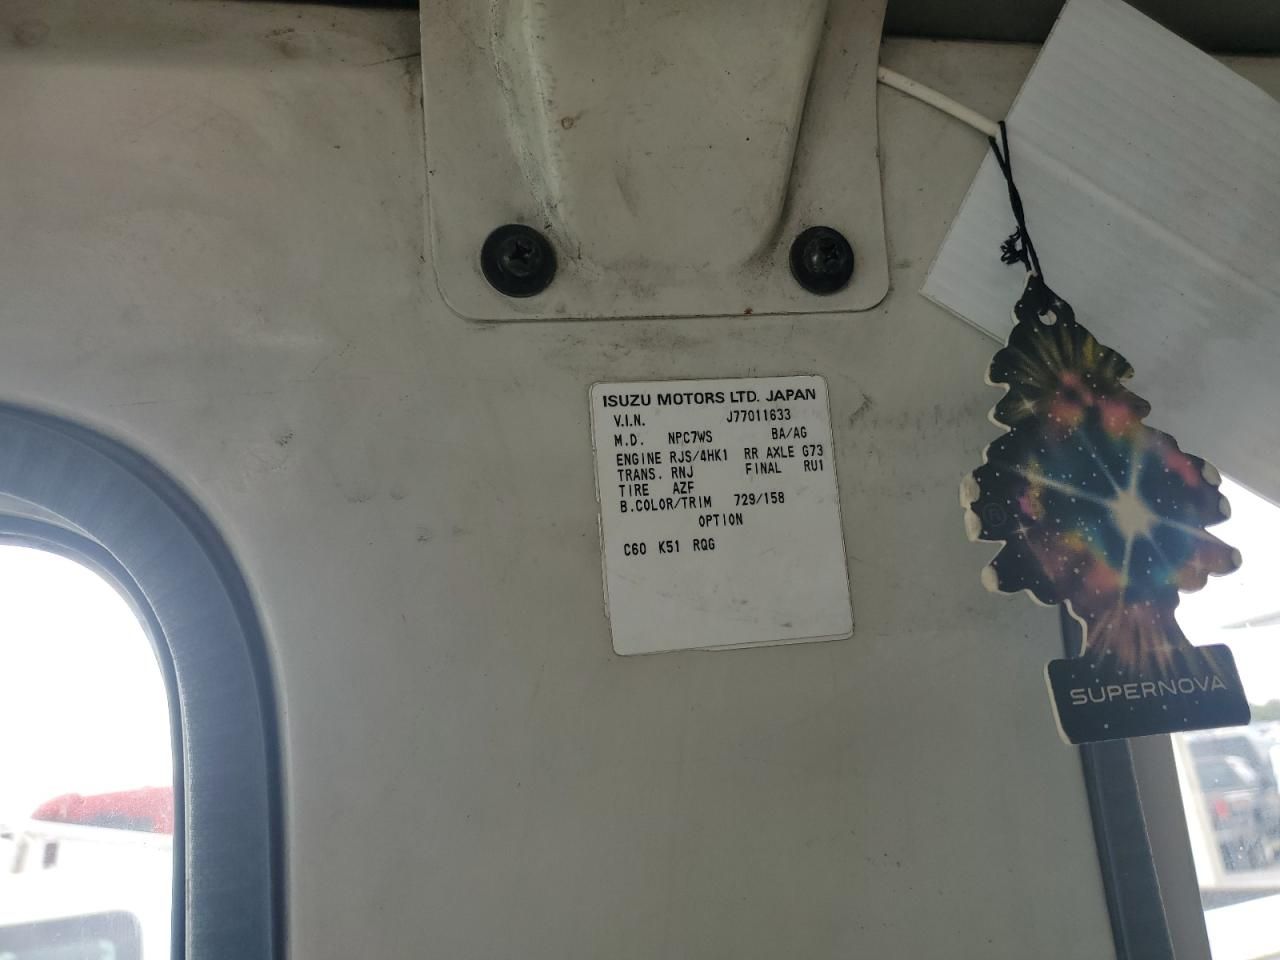 ISUZU MOTORS LTD. JAPAN
V.I.N. J77011633
M.D. NPC7WS BA/AG
ENGINE RJS/4HK1 RR AXLE G73
TRANS. RNJ FINAL RU1
TIRE AZF
B.COLOR/TRIM 729/158
OPTION
C60 K51 RQG
®
SUPERNOVA